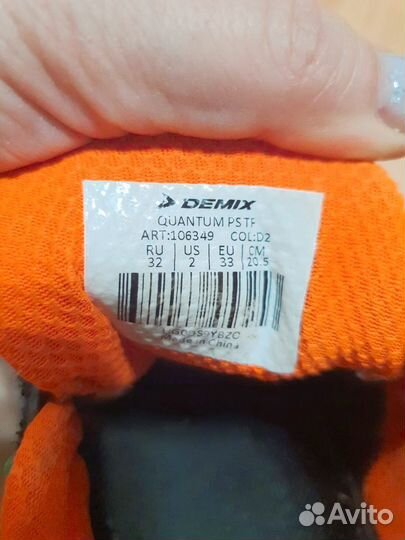 DEMIX
QUANTUM PS TF
ART:106349 COL:D2
RU US EU CM
32 2 33 20.5
Made in China
Avito